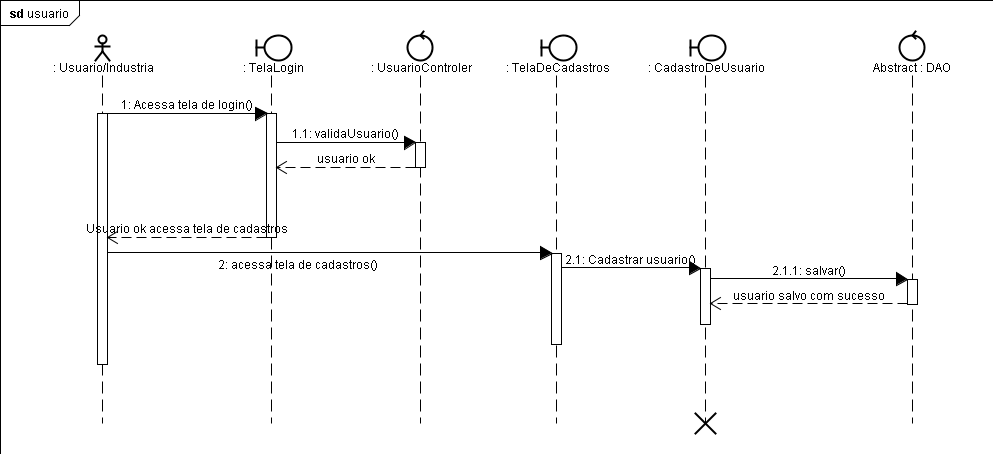 sd usuario
: Usuario/Industria
: TelaLogin
: UsuarioControler
: TelaDeCadastros
: CadastroDeUsuario
Abstract : DAO
1: Acessa tela de login()
1.1: validaUsuario()
usuario ok
Usuario ok acessa tela de cadastros
2: acessa tela de cadastros()
2.1: Cadastrar usuario()
2.1.1: salvar()
usuario salvo com sucesso